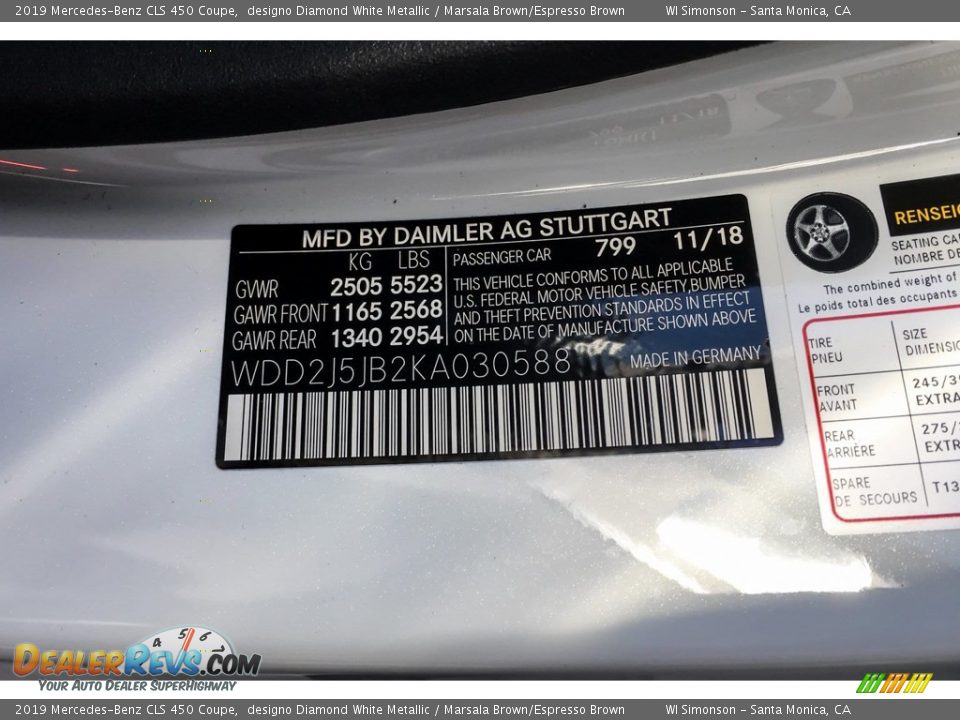 2019 Mercedes-Benz CLS 450 Coupe, designo Diamond White Metallic / Marsala Brown/Espresso Brown WI Simonson - Santa Monica, CA
MFD BY DAIMLER AG STUTTGART
KG LBS
GVWR 2505 5523
GAWR FRONT 1165 2568
GAWR REAR 1340 2954
PASSENGER CAR 799 11/18
THIS VEHICLE CONFORMS TO ALL APPLICABLE
U.S. FEDERAL MOTOR VEHICLE SAFETY,BUMPER
AND THEFT PREVENTION STANDARDS IN EFFECT
ON THE DATE OF MANUFACTURE SHOWN ABOVE
WDD2J5JB2KA030588 MADE IN GERMANY
RENSEIG
SEATING CA
NOMBRE DE
The combined weight of
Le poids total des occupants
TIRE SIZE
PNEU DIMENSIO
FRONT 245/3
AVANT EXTRA
REAR 275/
ARRIÈRE EXTR
SPARE T13
DE SECOURS
4 5 6
DEALERREVS.COM
YOUR AUTO DEALER SUPERHIGHWAY
2019 Mercedes-Benz CLS 450 Coupe, designo Diamond White Metallic / Marsala Brown/Espresso Brown WI Simonson - Santa Monica, CA